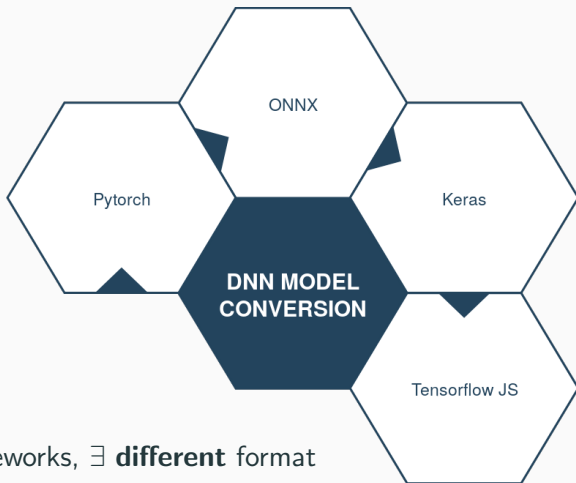 ONNX
Pytorch
Keras
DNN MODEL
CONVERSION
Tensorflow JS
eworks, ∃ different format